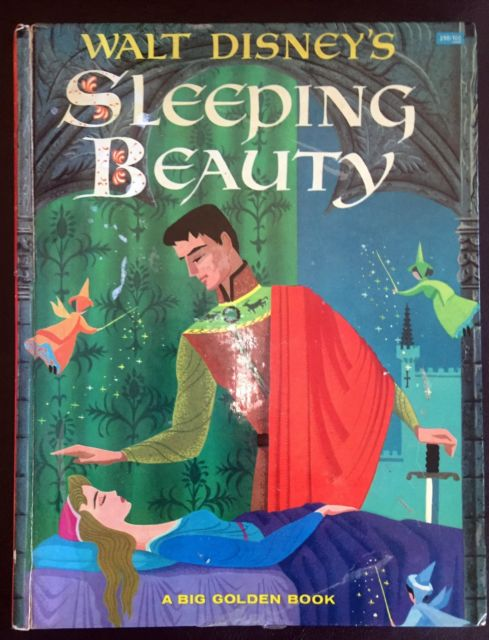 WALT DISNEY'S
SLEEPING
BEAUTY
A BIG GOLDEN BOOK